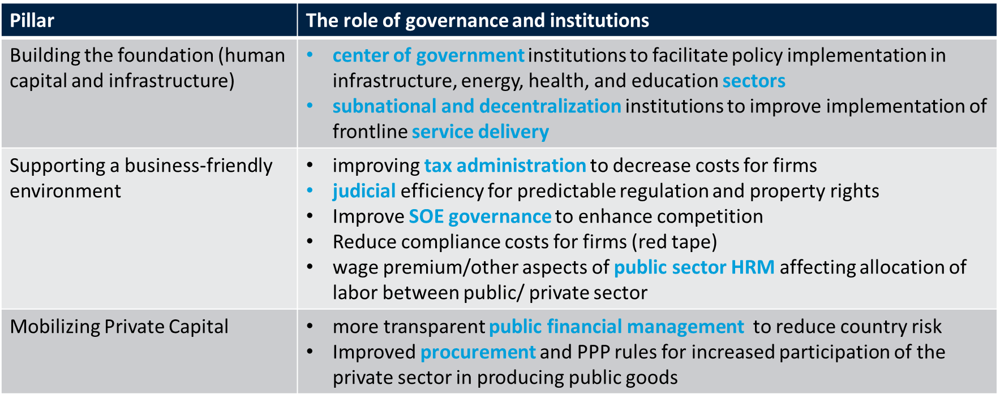 Pillar
The role of governance and institutions
Building the foundation (human
capital and infrastructure)
• center of government institutions to facilitate policy implementation in
infrastructure, energy, health, and education sectors
• subnational and decentralization institutions to improve implementation of
frontline service delivery
Supporting a business-friendly
environment
• improving tax administration to decrease costs for firms
• judicial efficiency for predictable regulation and property rights
• Improve SOE governance to enhance competition
• Reduce compliance costs for firms (red tape)
• wage premium/other aspects of public sector HRM affecting allocation of
labor between public/ private sector
Mobilizing Private Capital
• more transparent public financial management to reduce country risk
• Improved procurement and PPP rules for increased participation of the
private sector in producing public goods